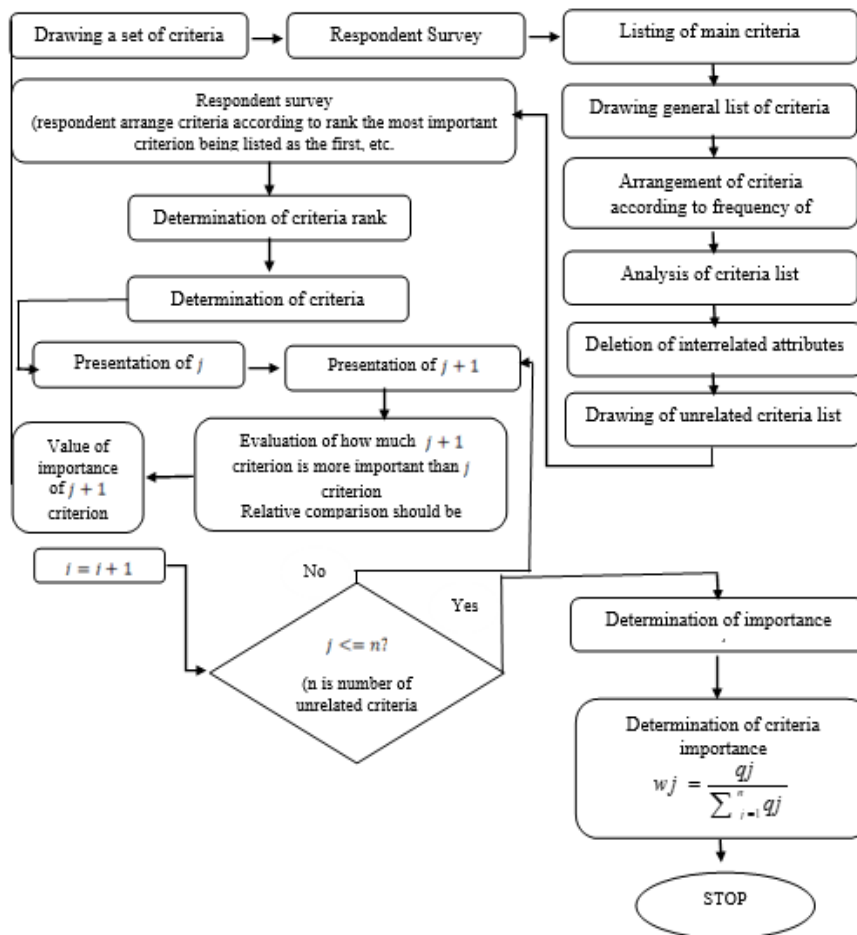 Drawing a set of criteria
Respondent Survey
Listing of main criteria
Drawing general list of criteria
Arrangement of criteria
according to frequency of
Analysis of criteria list
Deletion of interrelated attributes
Drawing of unrelated criteria list
Respondent survey
(respondent arrange criteria according to rank the most important
criterion being listed as the first, etc.
Determination of criteria rank
Determination of criteria
Presentation of j
Presentation of j + 1
Evaluation of how much j + 1
criterion is more important than j
criterion
Relative comparison should be
Value of
importance
of j + 1
criterion
i = i + 1
No
Yes
j <= n?
(n is number of
unrelated criteria
Determination of importance
Determination of criteria
importance
wj = qj / ∑ⁿⱼ₌₁ qj
STOP